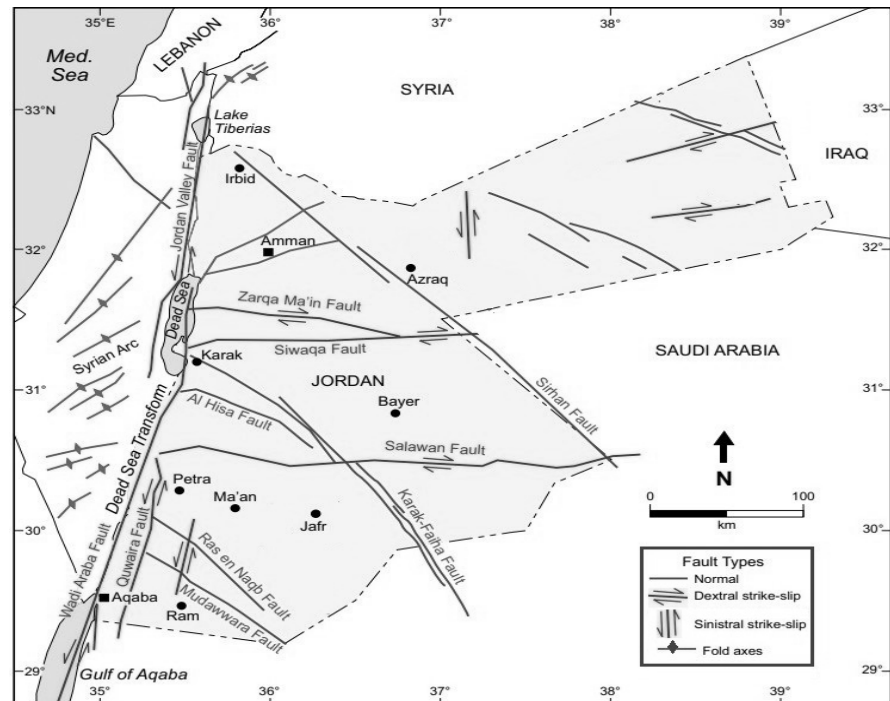 35°E
36°
37°
38°
39°
Med.
Sea
LEBANON
SYRIA
33°N
33°
Lake
Tiberias
IRAQ
Irbid
Jordan Valley Fault
Amman
32°
32°
Azraq
Dead Sea
Zarqa Ma'in Fault
Siwaqa Fault
SAUDI ARABIA
Syrian Arc
Karak
JORDAN
Sirhan Fault
31°
31°
Al Hisa Fault
Bayer
Dead Sea Transform
Salawan Fault
N
Petra
Ma'an
Jafr
0
100
km
30°
30°
Karak-Faiha Fault
Wadi Araba Fault
Quwaira Fault
Ras en Naqb Fault
Mudawwara Fault
Aqaba
Ram
Fault Types
Normal
Dextral strike-slip
Sinistral strike-slip
Fold axes
29°
29°
Gulf of Aqaba
35°
36°
37°
38°
39°